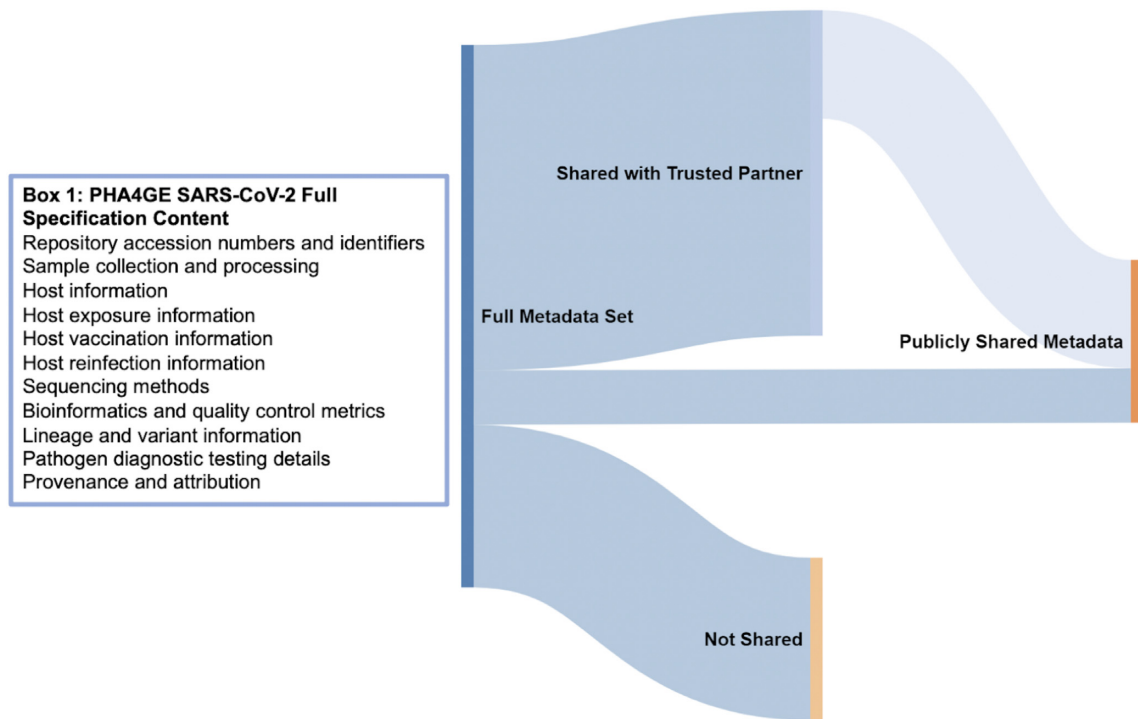 Box 1: PHA4GE SARS-CoV-2 Full
Specification Content
Repository accession numbers and identifiers
Sample collection and processing
Host information
Host exposure information
Host vaccination information
Host reinfection information
Sequencing methods
Bioinformatics and quality control metrics
Lineage and variant information
Pathogen diagnostic testing details
Provenance and attribution
Full Metadata Set
Shared with Trusted Partner
Publicly Shared Metadata
Not Shared